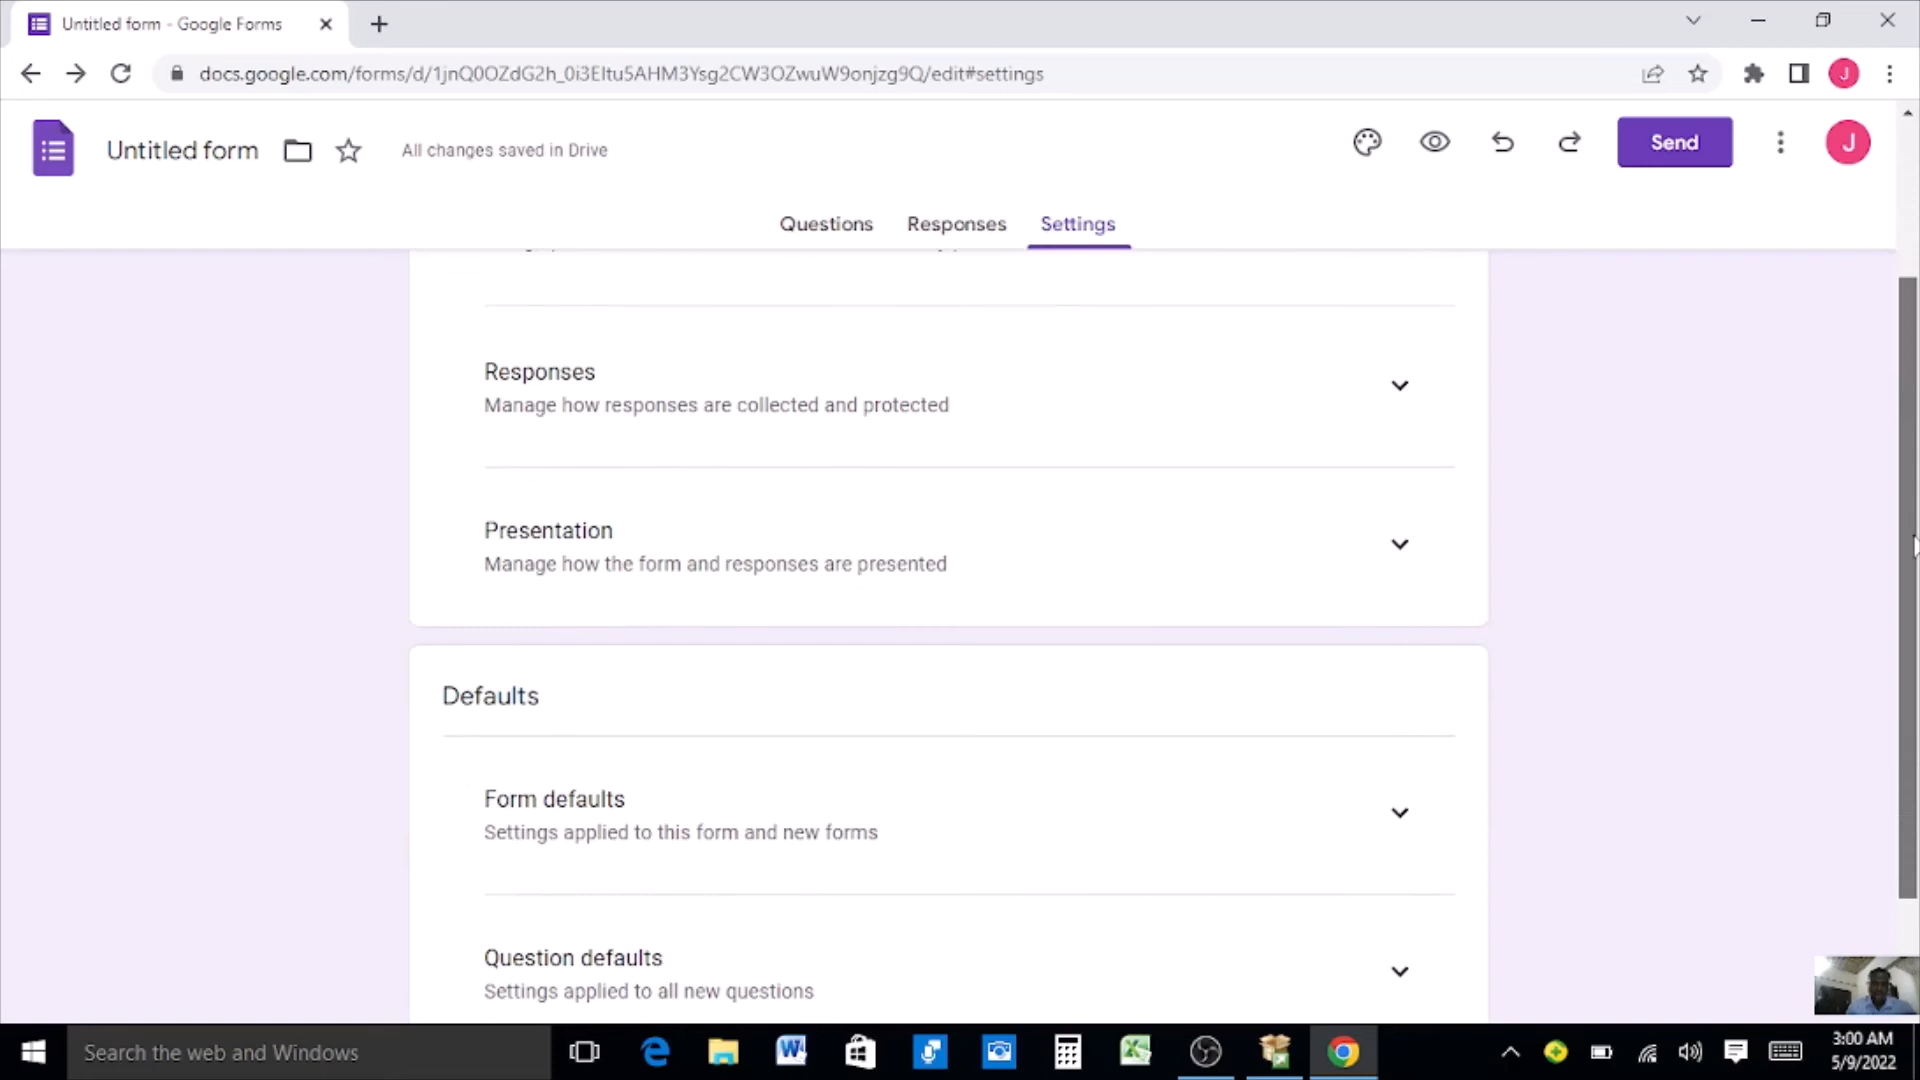 Untitled form - Google Forms
docs.google.com/forms/d/1jnQ0OZdG2h_0i3EItu5AHM3Ysg2CW3OZwuW9onjzg9Q/edit#settings
J
Untitled form
All changes saved in Drive
Send
J
Questions
Responses
Settings
Responses
Manage how responses are collected and protected
Presentation
Manage how the form and responses are presented
Defaults
Form defaults
Settings applied to this form and new forms
Question defaults
Settings applied to all new questions
Search the web and Windows
3:00 AM
5/9/2022